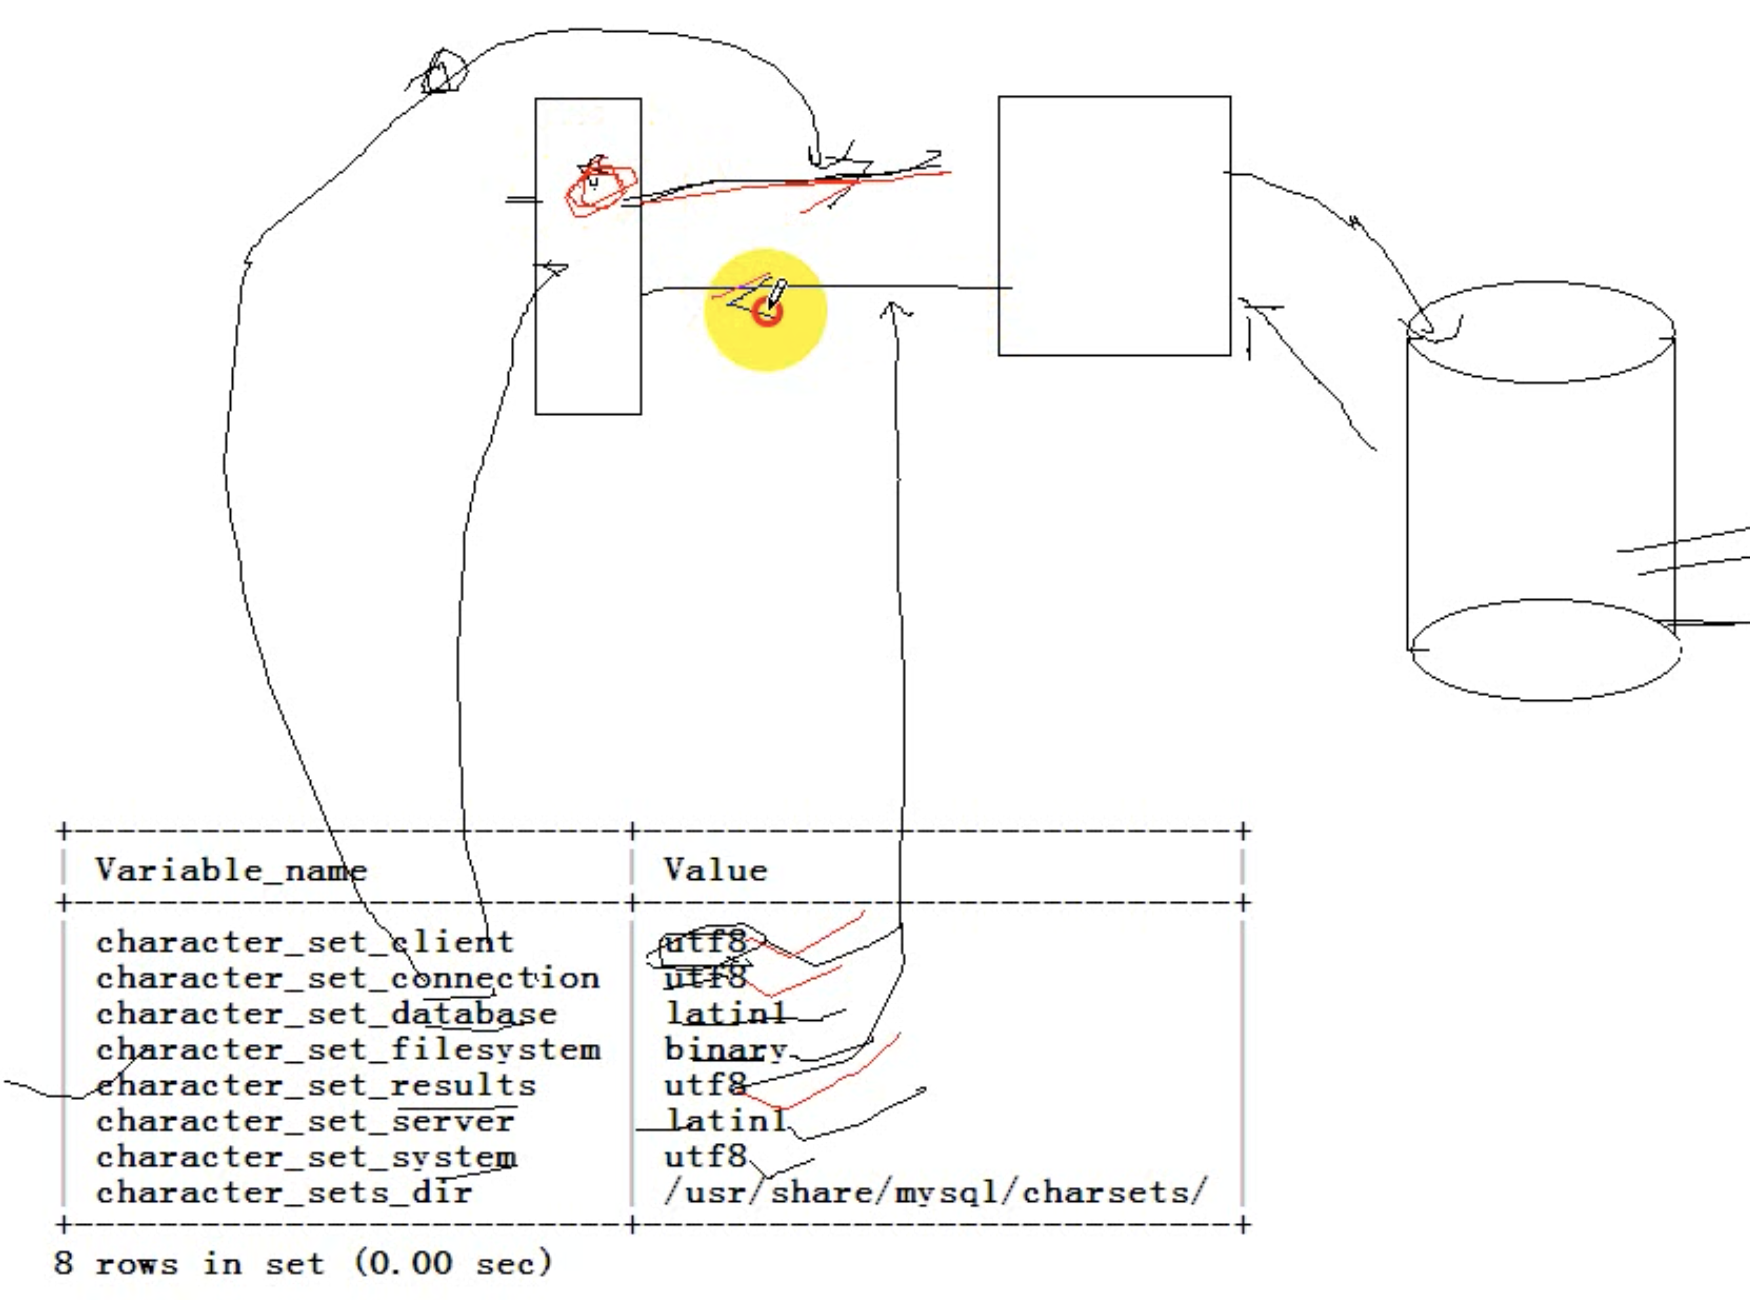 +---------------------------+-----------------------------+
| Variable_name | Value |
+---------------------------+-----------------------------+
| character_set_client | utf8 |
| character_set_connection | utf8 |
| character_set_database | latin1 |
| character_set_filesystem | binary |
| character_set_results | utf8 |
| character_set_server | latin1 |
| character_set_system | utf8 |
| character_sets_dir | /usr/share/mysql/charsets/ |
+---------------------------+-----------------------------+
8 rows in set (0.00 sec)